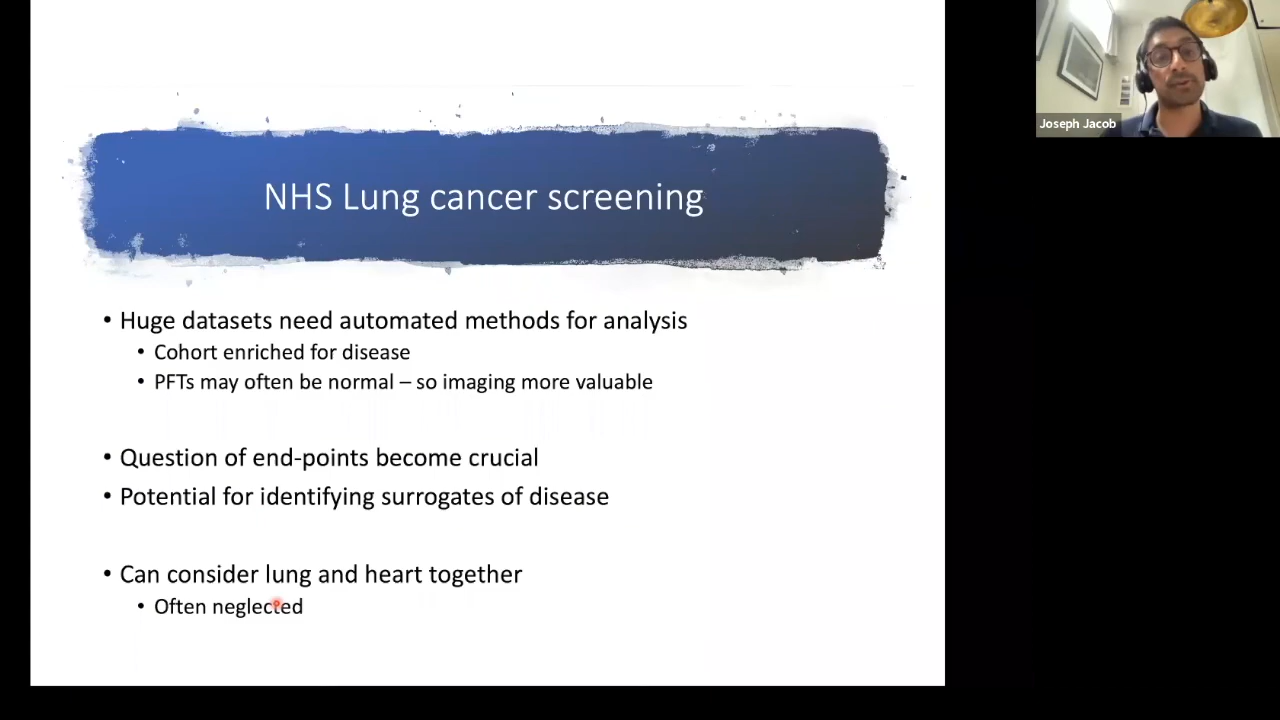 NHS Lung cancer screening
• Huge datasets need automated methods for analysis
• Cohort enriched for disease
• PFTs may often be normal – so imaging more valuable
• Question of end-points become crucial
• Potential for identifying surrogates of disease
• Can consider lung and heart together
• Often neglected
Joseph Jacob